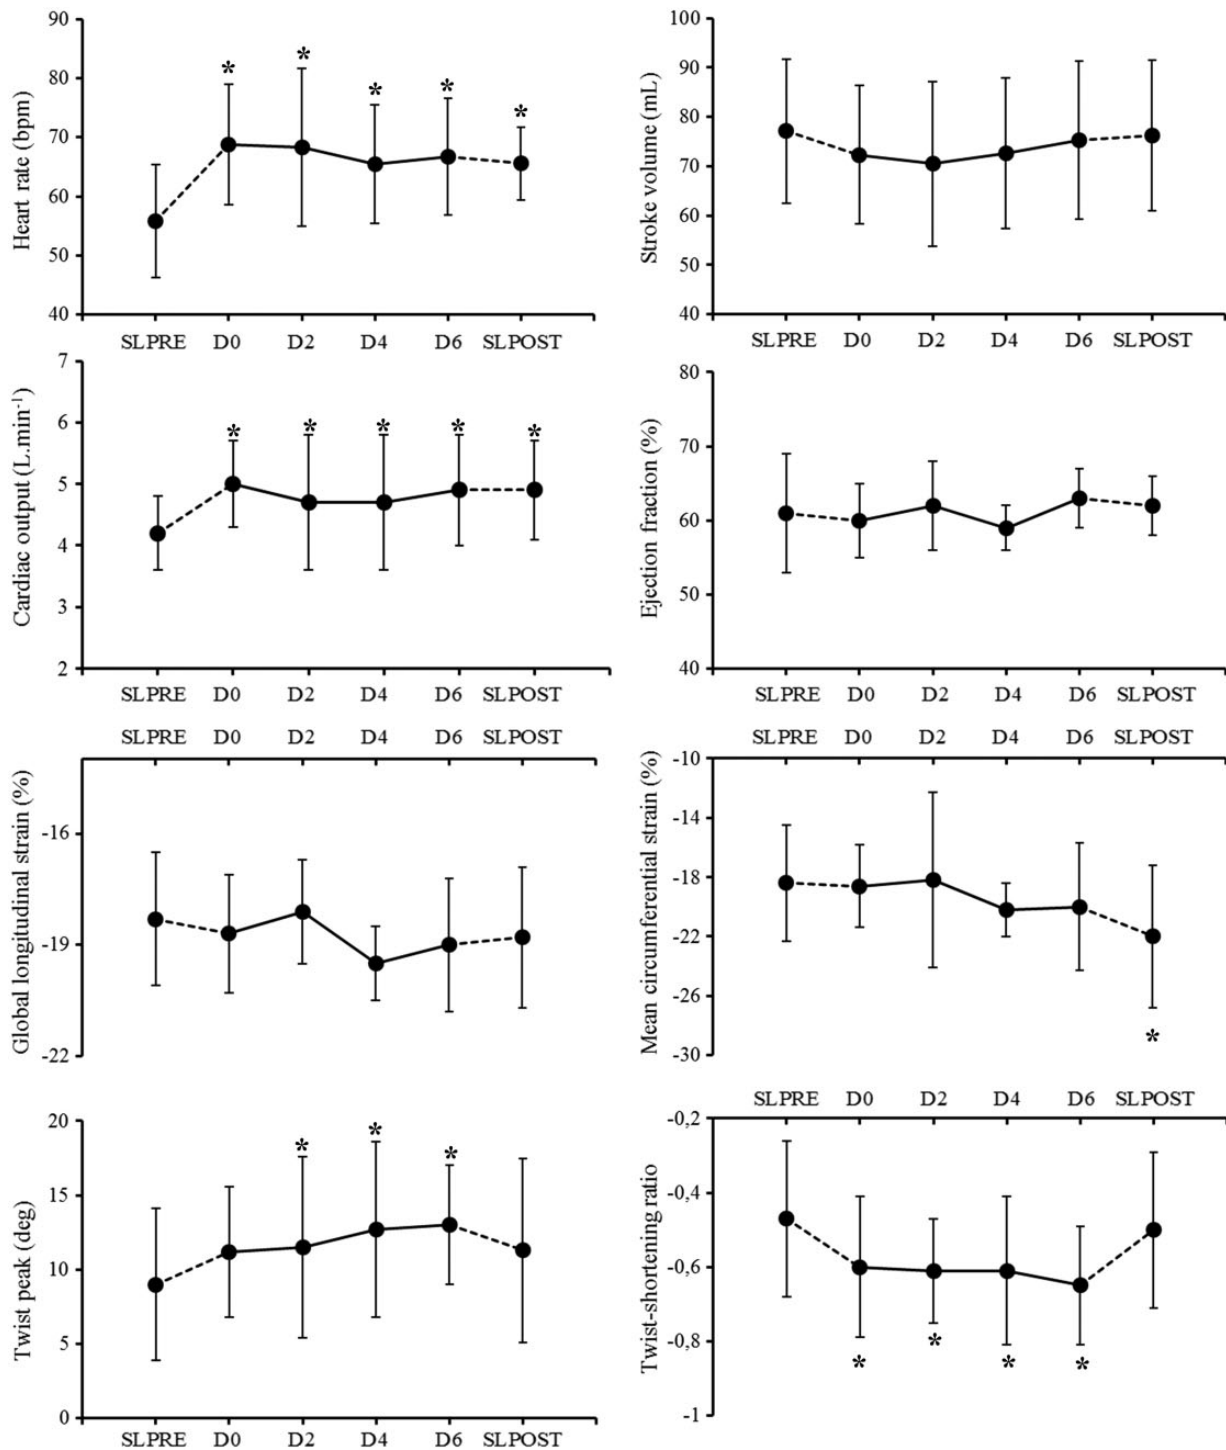 Heart rate (bpm)
90
80
70
60
50
40
* * * * *
SLPRE D0 D2 D4 D6 SLPOST
Stroke volume (mL)
100
90
80
70
60
50
40
SLPRE D0 D2 D4 D6 SLPOST
Cardiac output (L.min-1)
7
6
5
4
3
2
* * * * *
SLPRE D0 D2 D4 D6 SLPOST
Ejection fraction (%)
80
70
60
50
40
SLPRE D0 D2 D4 D6 SLPOST
SLPRE D0 D2 D4 D6 SLPOST
Global longitudinal strain (%)
-16
-19
-22
SLPRE D0 D2 D4 D6 SLPOST
Mean circumferential strain (%)
-10
-14
-18
-22
-26
-30
*
Twist peak (deg)
20
15
10
5
0
* * *
SLPRE D0 D2 D4 D6 SLPOST
SLPRE D0 D2 D4 D6 SLPOST
Twist-shortening ratio
-0,2
-0,4
-0,6
-0,8
-1
* * * *